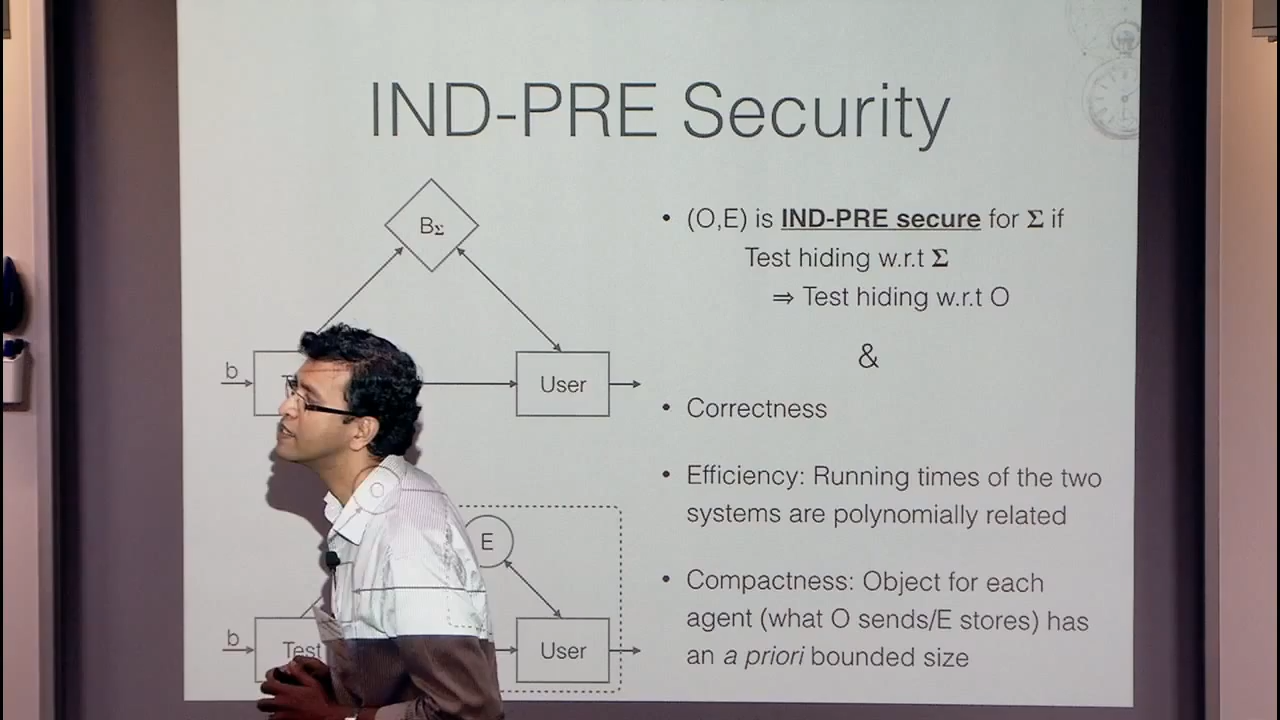 IND-PRE Security
BΣ
b
User
• (O,E) is IND-PRE secure for Σ if
Test hiding w.r.t Σ
⇒ Test hiding w.r.t O
&
• Correctness
• Efficiency: Running times of the two
systems are polynomially related
• Compactness: Object for each
agent (what O sends/E stores) has
an a priori bounded size
O
E
b
Test
User